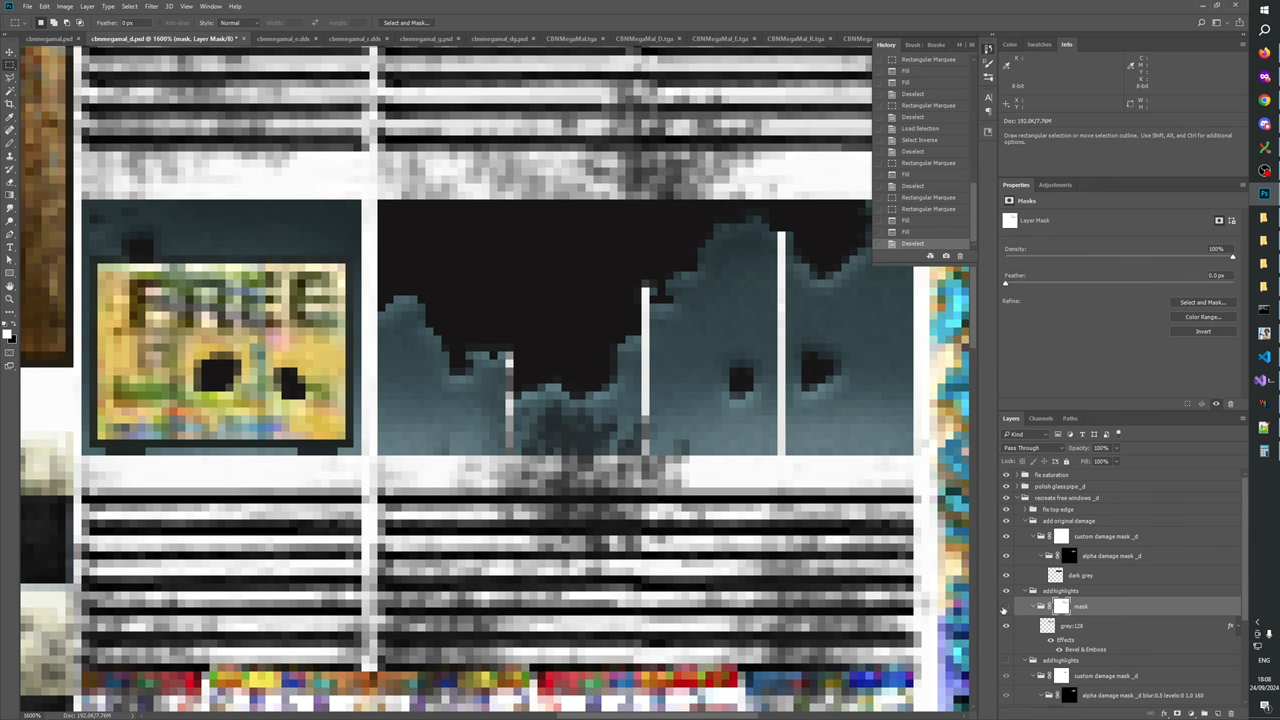 File Edit Image Layer Type Select Filter 3D View Window Help
Feather: 0 px Anti-alias Style: Normal Width: Height: Select and Mask...
cbnmegamal.psd × cbnmegamal_d.psd @ 1600% (mask, Layer Mask/8) * × cbnmegamal_e.dds × cbnmegamal_r.dds × cbnmegamal_g.psd × cbnmegamal_dg.psd × CBNMegaMal.tga × CBNMegaMal_D.tga × CBNMegaMal_E.tga × CBNMegaMal_R.tga × CBNMega
History Brush Brushe
Rectangular Marquee
Fill
Fill
Deselect
Rectangular Marquee
Deselect
Load Selection
Select Inverse
Deselect
Rectangular Marquee
Fill
Deselect
Rectangular Marquee
Rectangular Marquee
Fill
Fill
Deselect
Color Swatches Info
K :
8-bit
C :
M :
Y :
K :
8-bit
X :
Y :
W :
H :
Doc: 192.0K/7.76M
Draw rectangular selection or move selection outline. Use Shift, Alt, and Ctrl for additional
options.
Properties Adjustments
Masks
Layer Mask
Density: 100%
Feather: 0.0 px
Refine: Select and Mask...
Color Range...
Invert
Layers Channels Paths
Kind
Pass Through Opacity: 100%
Lock: Fill: 100%
fix saturation
polish glass pipe _d
recreate free windows _d
fix top edge
add original damage
custom damage mask _d
alpha damage mask _d
dark grey
add highlights
mask
grey:128 fx
Effects
Bevel & Emboss
add highlights
custom damage mask _d
alpha damage mask _d blur:0.5 levels:0 1.0 160
1600% Doc: 192.0K/7.76M
ENG
18:08
24/09/2024